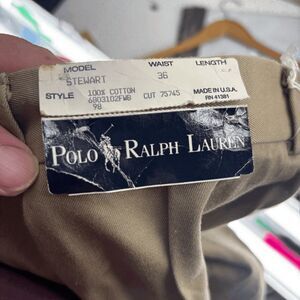 MODEL WAIST LENGTH
STEWART 36
STYLE 100% COTTON CUT 75745 MADE IN U.S.A.
6803102FWB RN 41381
98
POLO RALPH LAUREN